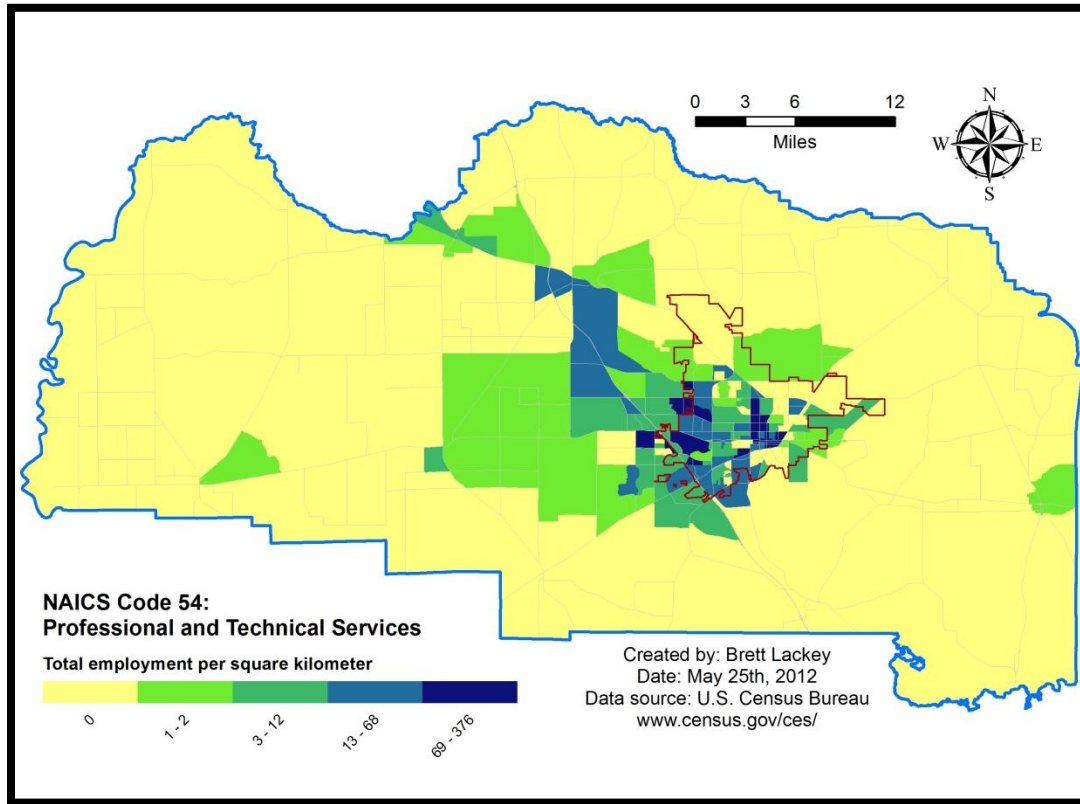 0 3 6 12
Miles
N
W E
S
NAICS Code 54:
Professional and Technical Services
Total employment per square kilometer
0
1 - 2
3 - 12
13 - 68
69 - 376
Created by: Brett Lackey
Date: May 25th, 2012
Data source: U.S. Census Bureau
www.census.gov/ces/